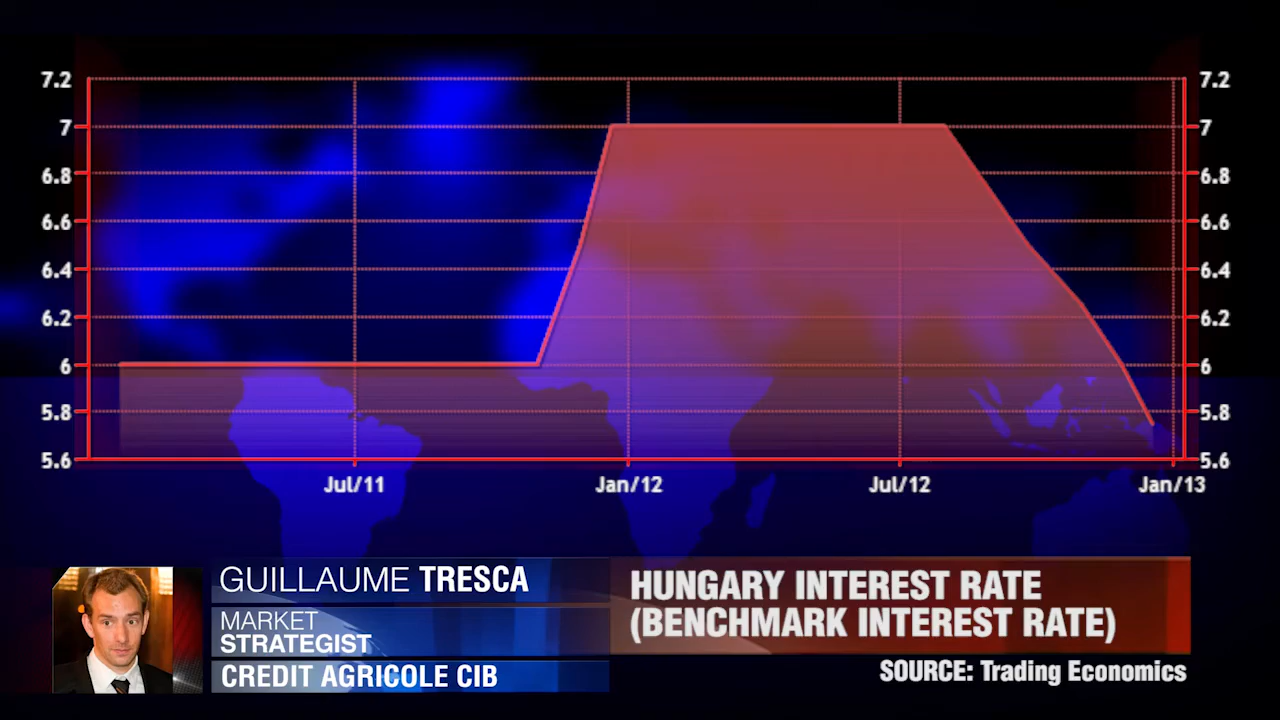 7.2 7.2
7 7
6.8 6.8
6.6 6.6
6.4 6.4
6.2 6.2
6 6
5.8 5.8
5.6 5.6
Jul/11 Jan/12 Jul/12 Jan/13
GUILLAUME TRESCA
MARKET
STRATEGIST
CREDIT AGRICOLE CIB
HUNGARY INTEREST RATE
(BENCHMARK INTEREST RATE)
SOURCE: Trading Economics